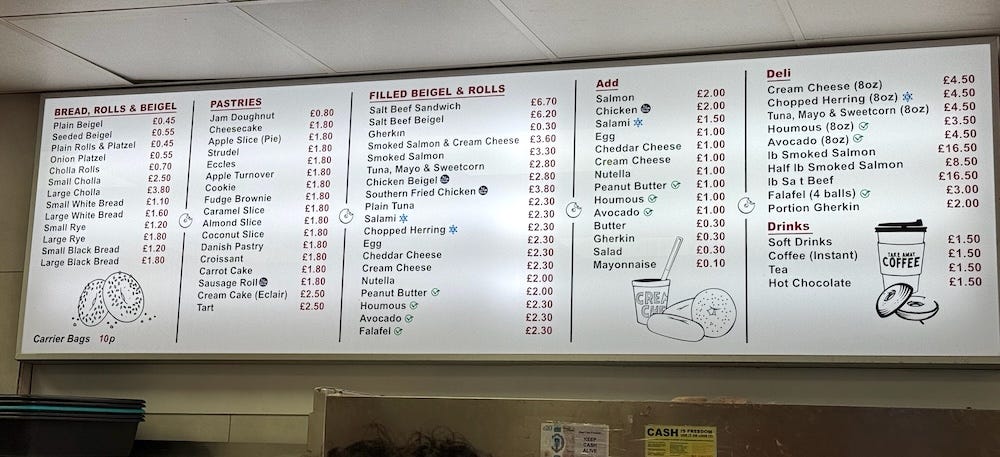 BREAD, ROLLS & BEIGEL
Plain Beigel £0.45
Seeded Beigel £0.55
Plain Rolls & Platzel £0.45
Onion Platzel £0.55
Cholla Rolls £0.70
Small Cholla £2.50
Large Cholla £3.80
Small White Bread £1.10
Large White Bread £1.60
Small Rye £1.20
Large Rye £1.80
Small Black Bread £1.20
Large Black Bread £1.80
Carrier Bags 10p
PASTRIES
Jam Doughnut £0.80
Cheesecake £1.80
Apple Slice (Pie) £1.80
Strudel £1.80
Eccles £1.80
Apple Turnover £1.80
Cookie £1.80
Fudge Brownie £1.80
Caramel Slice £1.80
Almond Slice £1.80
Coconut Slice £1.80
Danish Pastry £1.80
Croissant £1.80
Carrot Cake £1.80
Sausage Roll £1.80
Cream Cake (Eclair) £2.50
Tart £2.50
FILLED BEIGEL & ROLLS
Salt Beef Sandwich £6.70
Salt Beef Beigel £6.20
Gherkin £0.30
Smoked Salmon & Cream Cheese £3.60
Smoked Salmon £3.30
Tuna, Mayo & Sweetcorn £2.80
Chicken Beigel £2.80
Southern Fried Chicken £3.80
Plain Tuna £2.30
Salami £2.30
Chopped Herring £2.30
Egg £2.30
Cheddar Cheese £2.30
Cream Cheese £2.30
Nutella £2.00
Peanut Butter £2.00
Houmous £2.30
Avocado £2.30
Falafel £2.30
Add
Salmon £2.00
Chicken £2.00
Salami £1.50
Egg £1.00
Cheddar Cheese £1.00
Cream Cheese £1.00
Nutella £1.00
Peanut Butter £1.00
Houmous £1.00
Avocado £1.00
Butter £0.30
Gherkin £0.30
Salad £0.30
Mayonnaise £0.10
CREA
CHE
Deli
Cream Cheese (8oz) £4.50
Chopped Herring (8oz) £4.50
Tuna, Mayo & Sweetcorn (8oz) £4.50
Houmous (8oz) £3.50
Avocado (8oz) £4.50
lb Smoked Salmon £16.50
Half lb Smoked Salmon £8.50
lb Sa t Beef £16.50
Falafel (4 balls) £3.00
Portion Gherkin £2.00
Drinks
Soft Drinks £1.50
Coffee (Instant) £1.50
Tea £1.50
Hot Chocolate £1.50
TAKE AWAY
COFFEE
KEEP
CASH
ALIVE
CASH IS FREEDOM